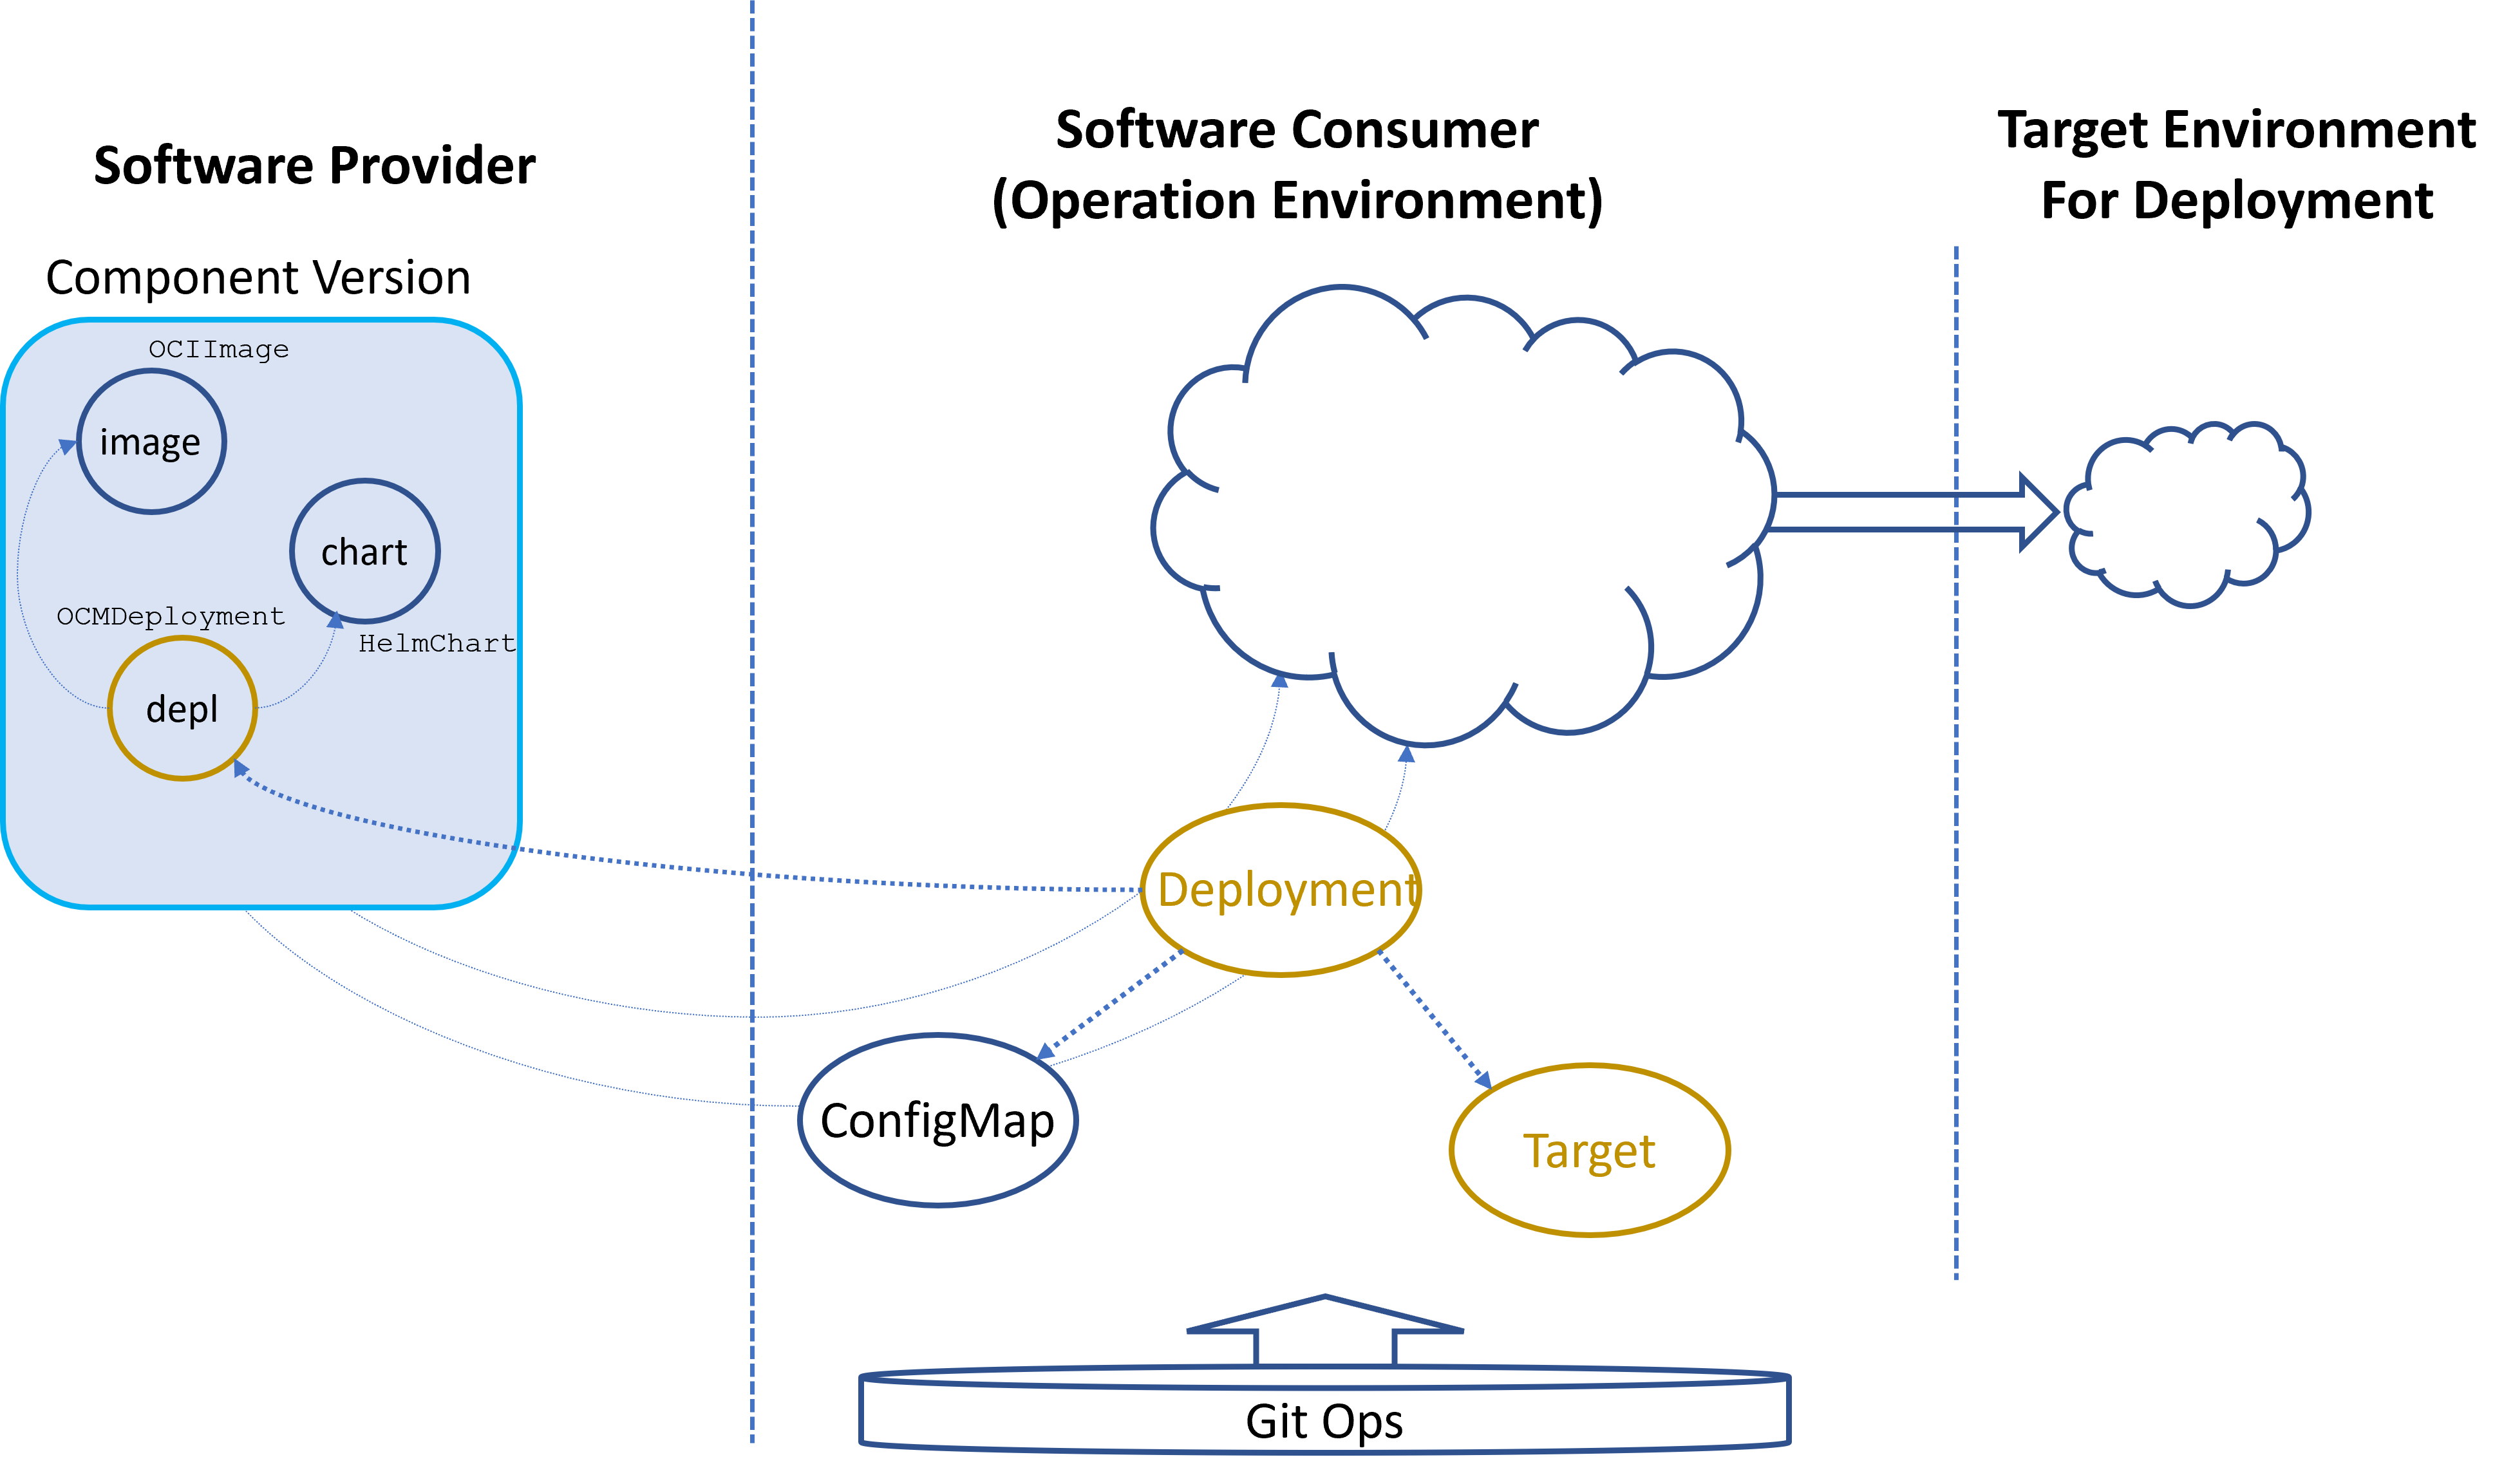 Software Provider
Component Version
OCIImage
image
chart
HelmChart
OCMDeployment
depl
Software Consumer
(Operation Environment)
Deployment
ConfigMap
Target
Git Ops
Target Environment
For Deployment